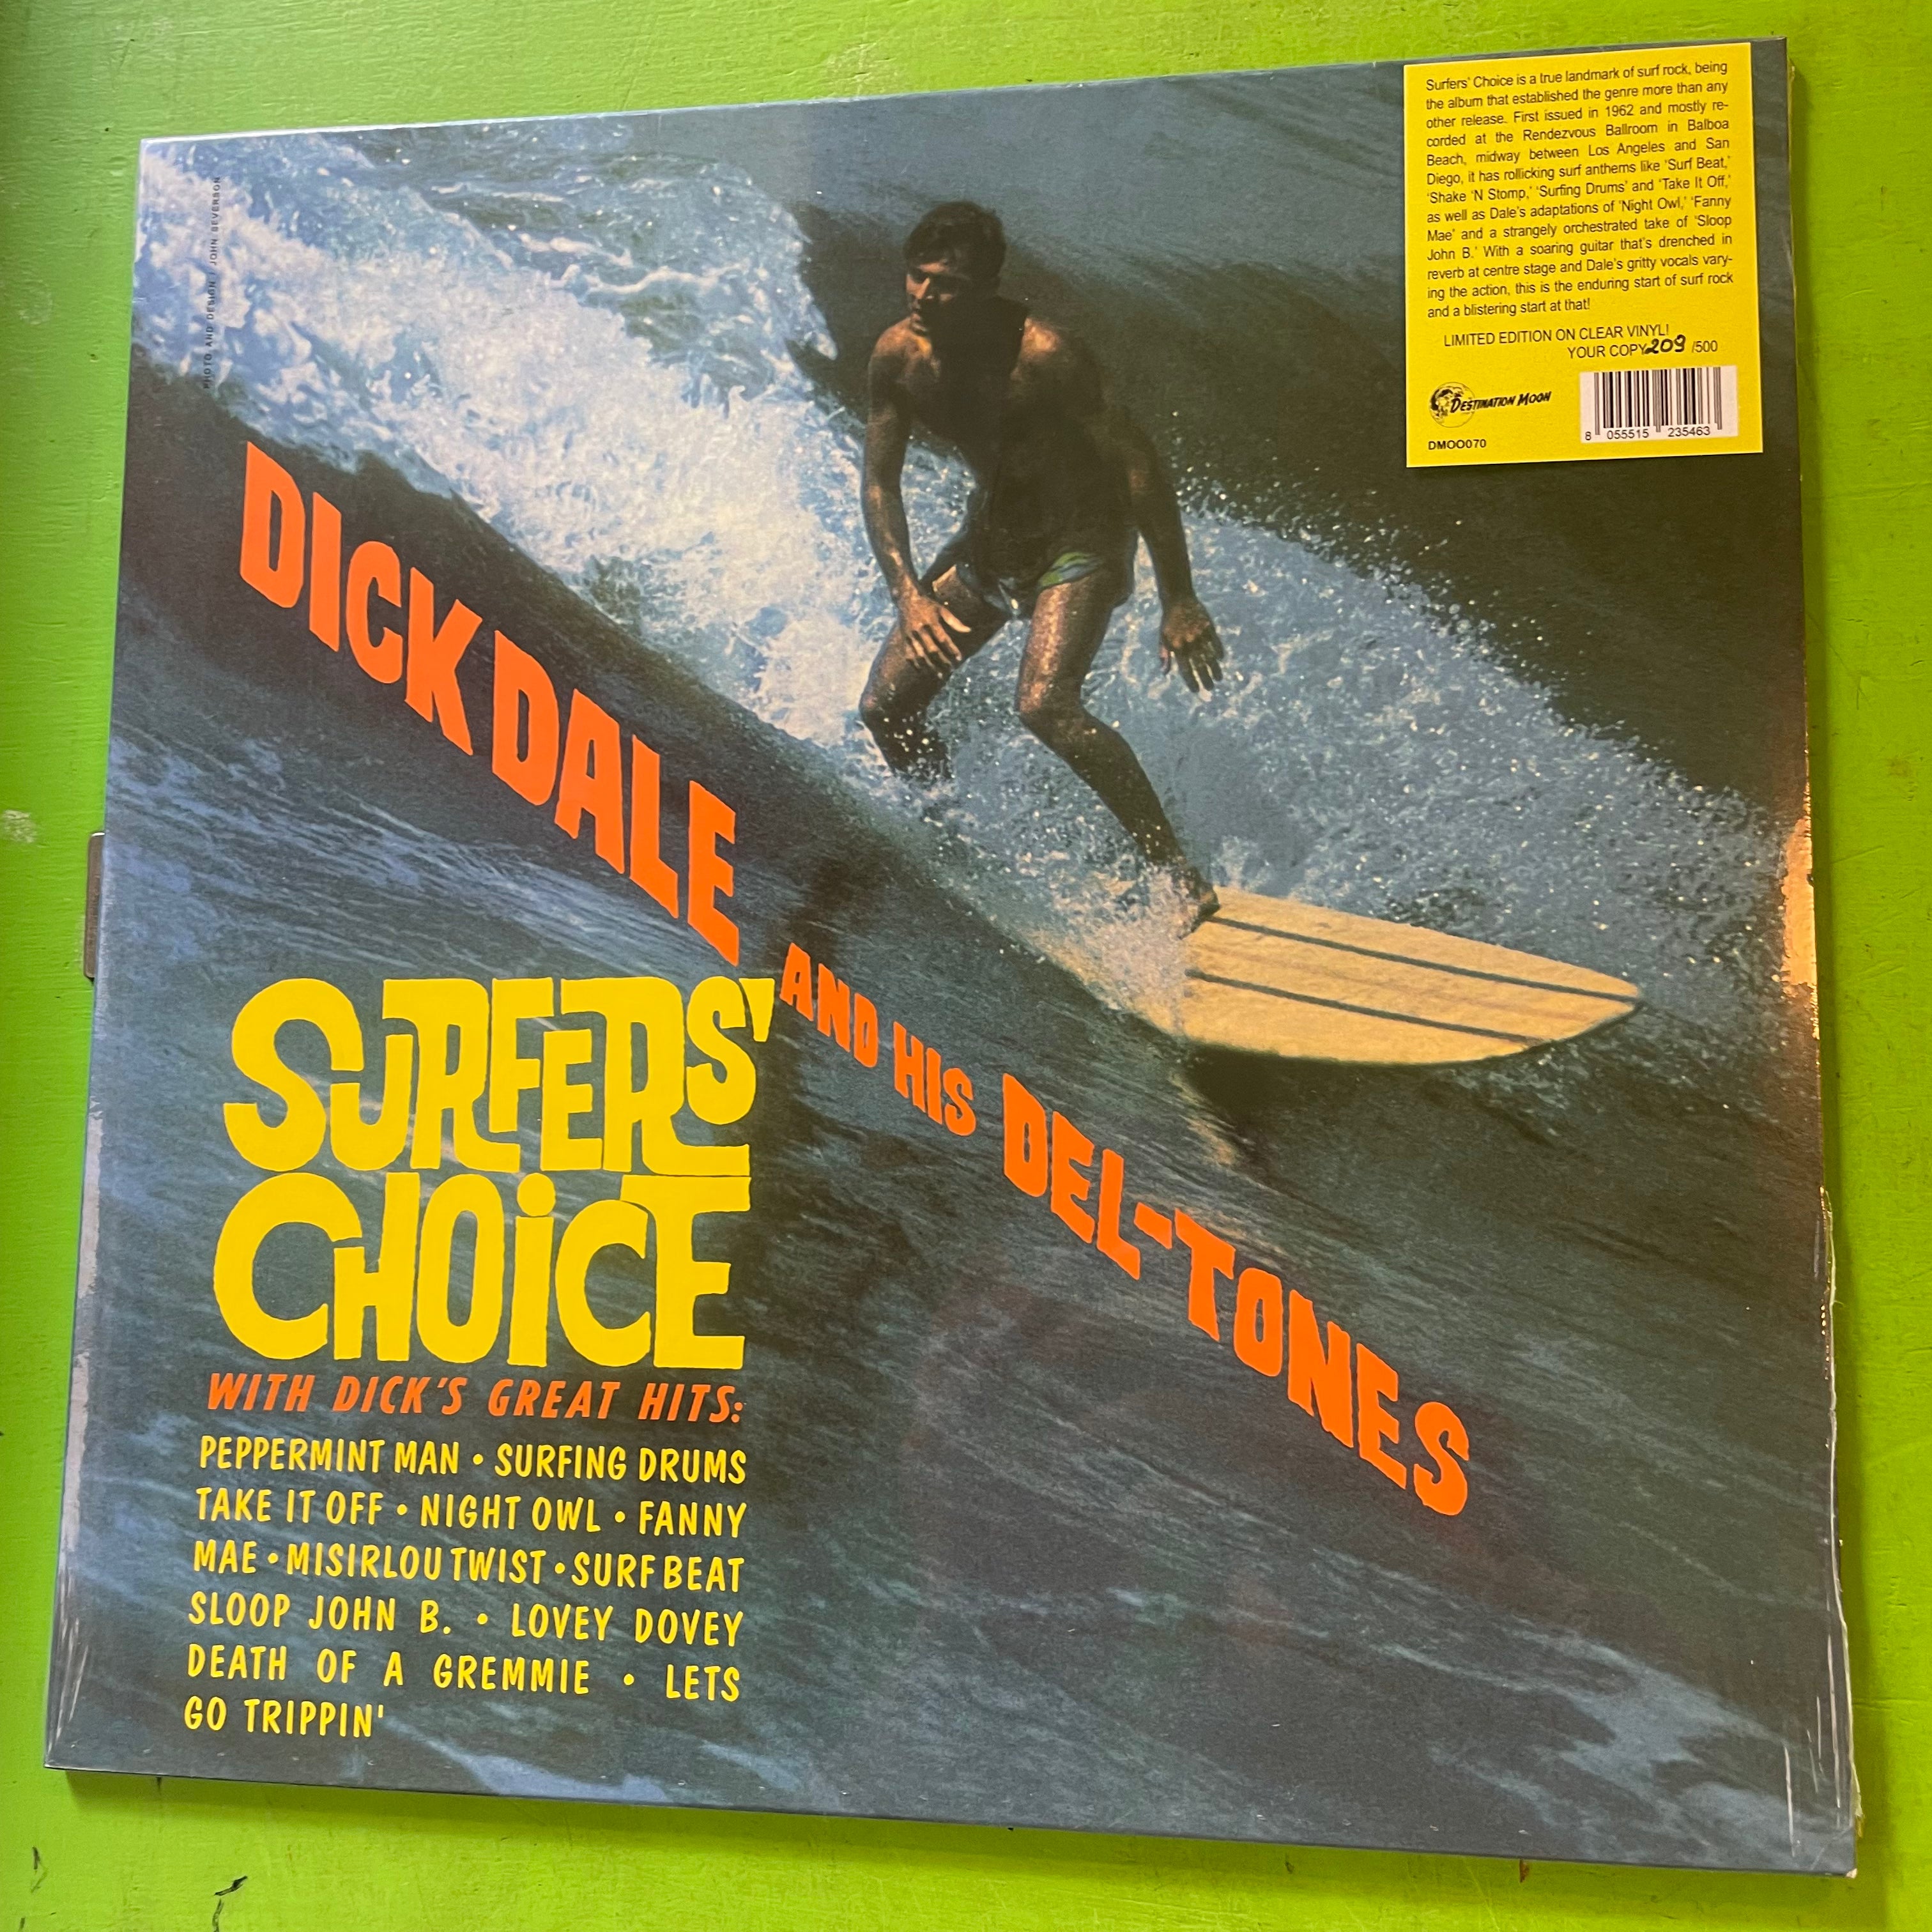 Surfers' Choice is a true landmark of surf rock, being
the album that established the genre more than any
other release. First issued in 1962 and mostly re-
corded at the Rendezvous Ballroom in Balboa
Beach, midway between Los Angeles and San
Diego, it has rollicking surf anthems like 'Surf Beat,'
'Shake 'N Stomp,' 'Surfing Drums' and 'Take It Off,'
as well as Dale's adaptations of 'Night Owl,' 'Fanny
Mae' and a strangely orchestrated take of 'Sloop
John B.' With a soaring guitar that's drenched in
reverb at centre stage and Dale's gritty vocals vary-
ing the action, this is the enduring start of surf rock
and a blistering start at that!
LIMITED EDITION ON CLEAR VINYL!
YOUR COPY 209 /500
DESTINATION MOON
DMOO070
8 055515 235463
PHOTO AND DESIGN / JOHN SEVERSON
DICK DALE
AND HIS DEL-TONES
SURFERS'
CHOiCE
WITH DICK'S GREAT HITS:
PEPPERMINT MAN • SURFING DRUMS
TAKE IT OFF • NIGHT OWL • FANNY
MAE • MISIRLOU TWIST • SURF BEAT
SLOOP JOHN B. • LOVEY DOVEY
DEATH OF A GREMMIE • LETS
GO TRIPPIN'